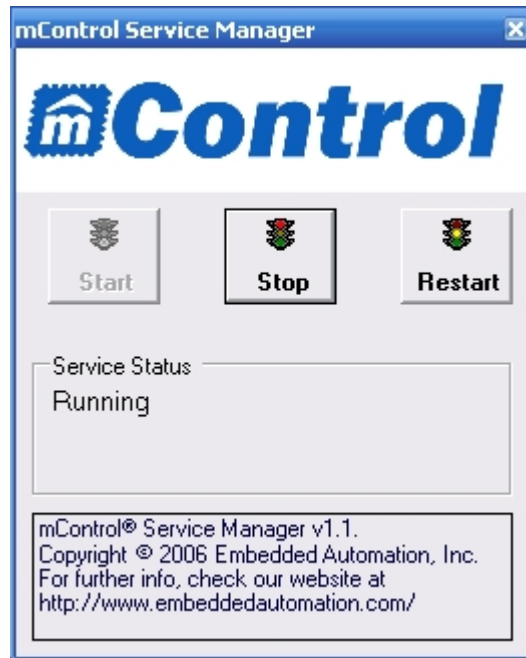 mControl Service Manager
mControl
Start
Stop
Restart
Service Status
Running
mControl® Service Manager v1.1.
Copyright © 2006 Embedded Automation, Inc.
For further info, check our website at
http://www.embeddedautomation.com/